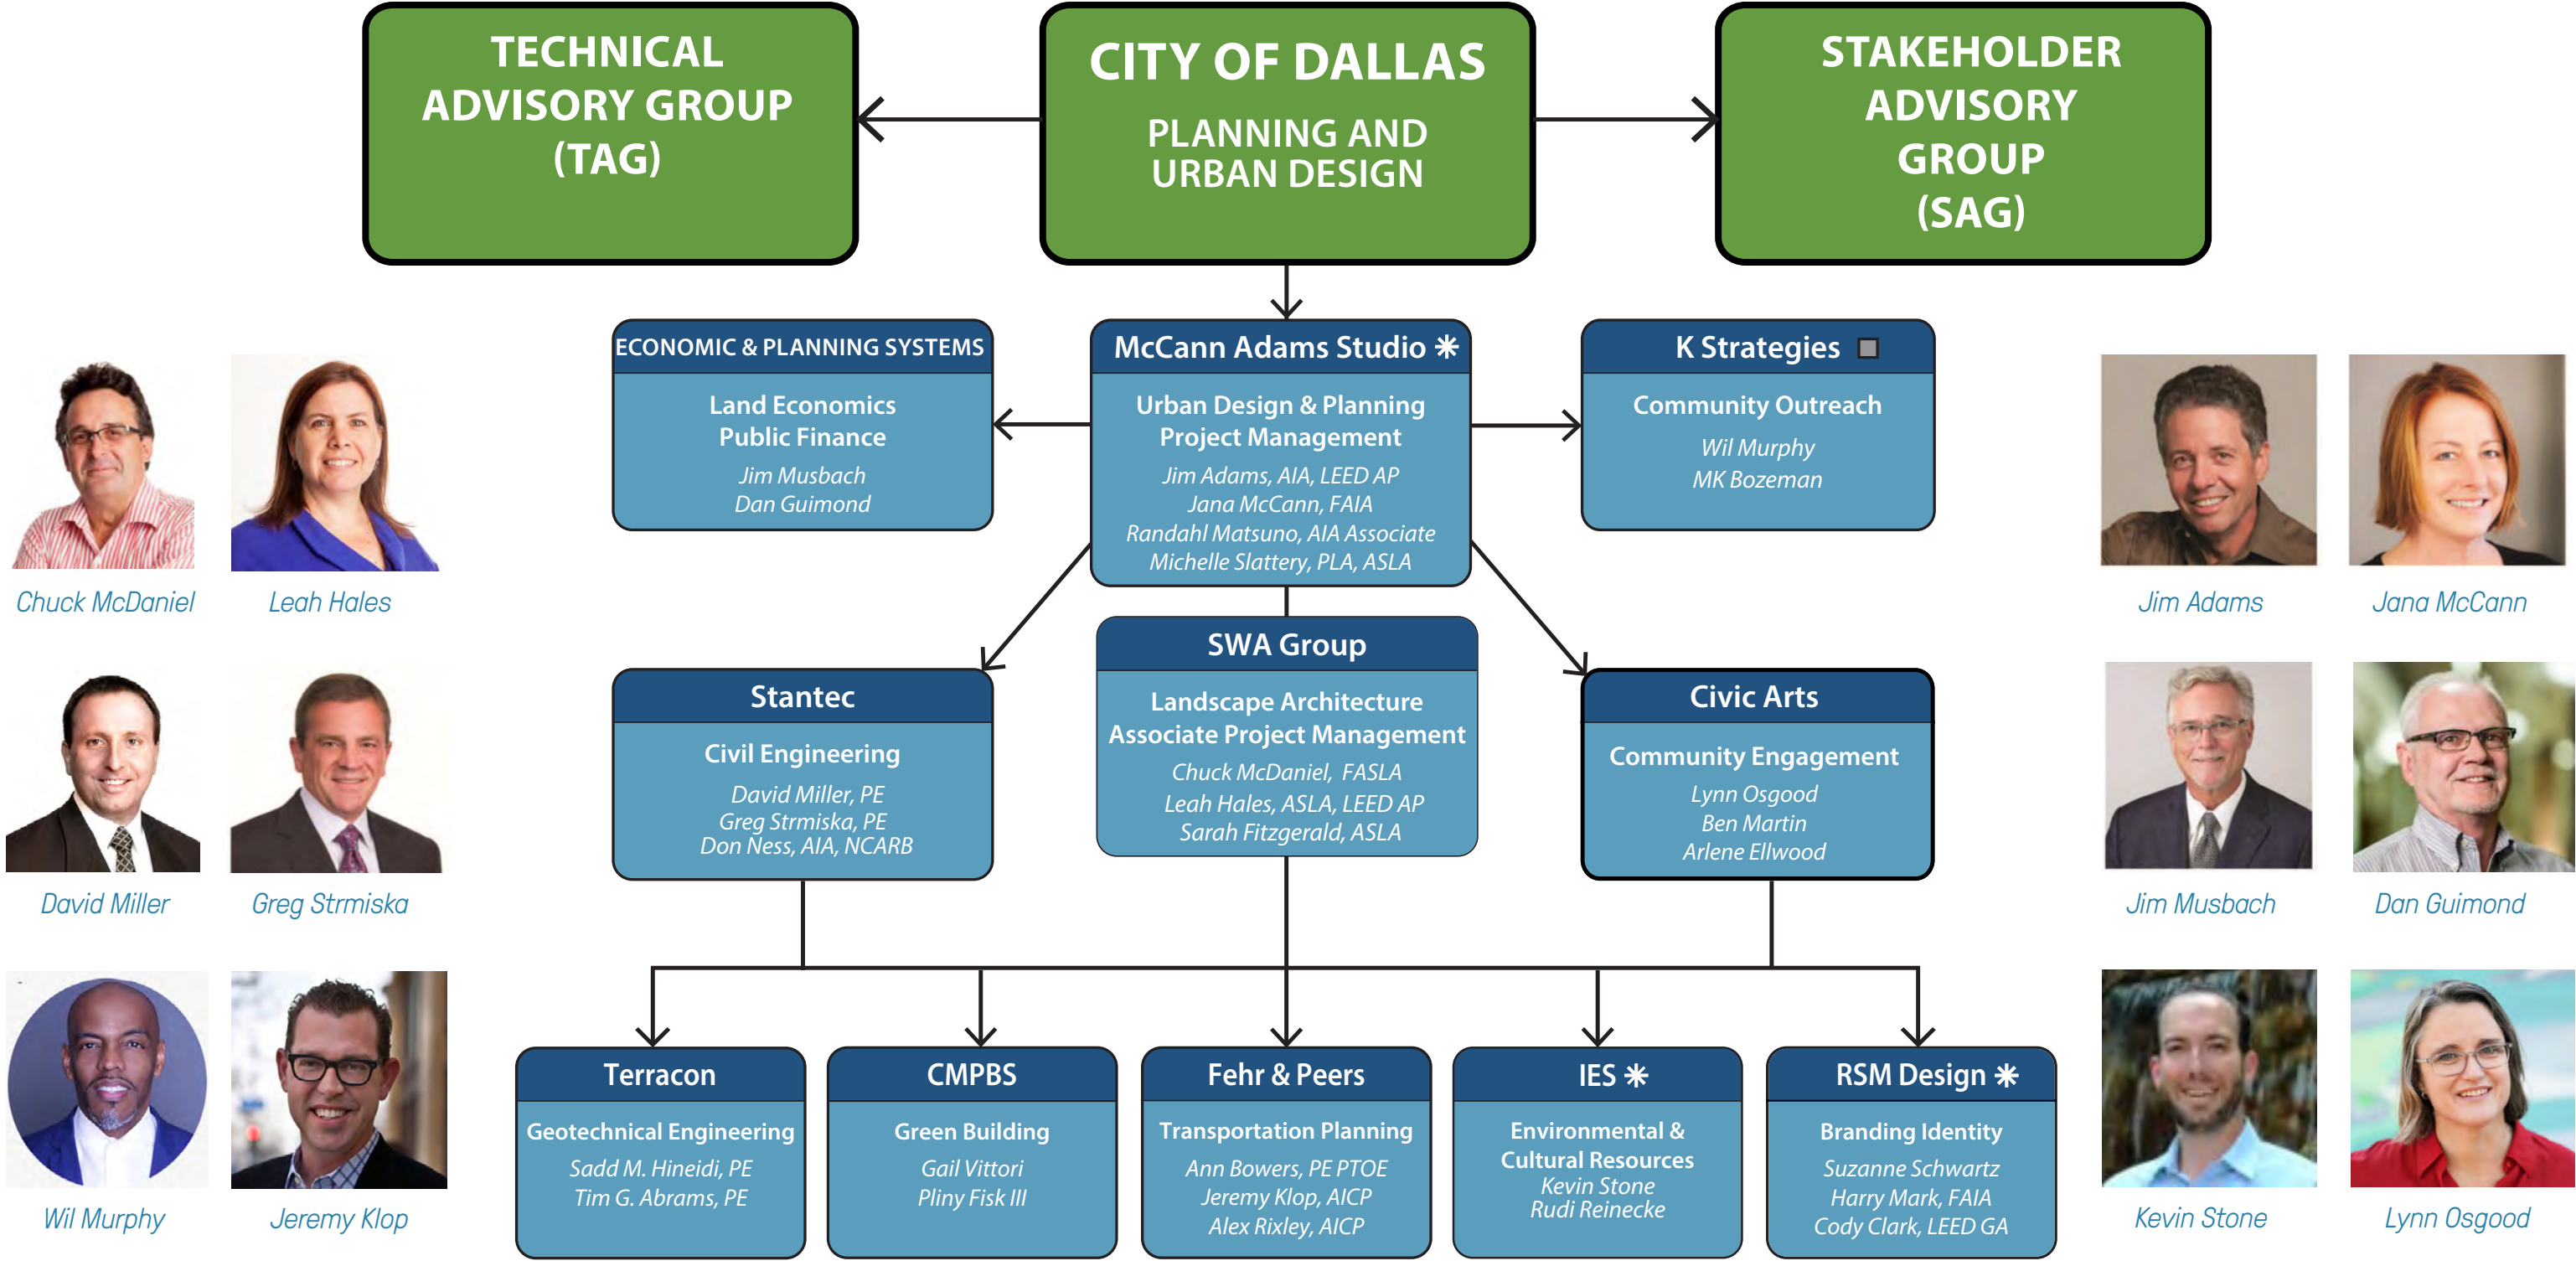 TECHNICAL
ADVISORY GROUP
(TAG)
CITY OF DALLAS
PLANNING AND
URBAN DESIGN
STAKEHOLDER
ADVISORY
GROUP
(SAG)
ECONOMIC & PLANNING SYSTEMS
Land Economics
Public Finance
Jim Musbach
Dan Guimond
McCann Adams Studio
Urban Design & Planning
Project Management
Jim Adams, AIA, LEED AP
Jana McCann, FAIA
Randahl Matsuno, AIA Associate
Michelle Slattery, PLA, ASLA
K Strategies
Community Outreach
Wil Murphy
MK Bozeman
Chuck McDaniel
Leah Hales
Jim Adams
Jana McCann
Stantec
Civil Engineering
David Miller, PE
Greg Strmiska, PE
Don Ness, AIA, NCARB
SWA Group
Landscape Architecture
Associate Project Management
Chuck McDaniel, FASLA
Leah Hales, ASLA, LEED AP
Sarah Fitzgerald, ASLA
Civic Arts
Community Engagement
Lynn Osgood
Ben Martin
Arlene Ellwood
David Miller
Greg Strmiska
Jim Musbach
Dan Guimond
Terracon
Geotechnical Engineering
Sadd M. Hineidi, PE
Tim G. Abrams, PE
CMPBS
Green Building
Gail Vittori
Pliny Fisk III
Fehr & Peers
Transportation Planning
Ann Bowers, PE PTOE
Jeremy Klop, AICP
Alex Rixley, AICP
IES
Environmental &
Cultural Resources
Kevin Stone
Rudi Reinecke
RSM Design
Branding Identity
Suzanne Schwartz
Harry Mark, FAIA
Cody Clark, LEED GA
Wil Murphy
Jeremy Klop
Kevin Stone
Lynn Osgood